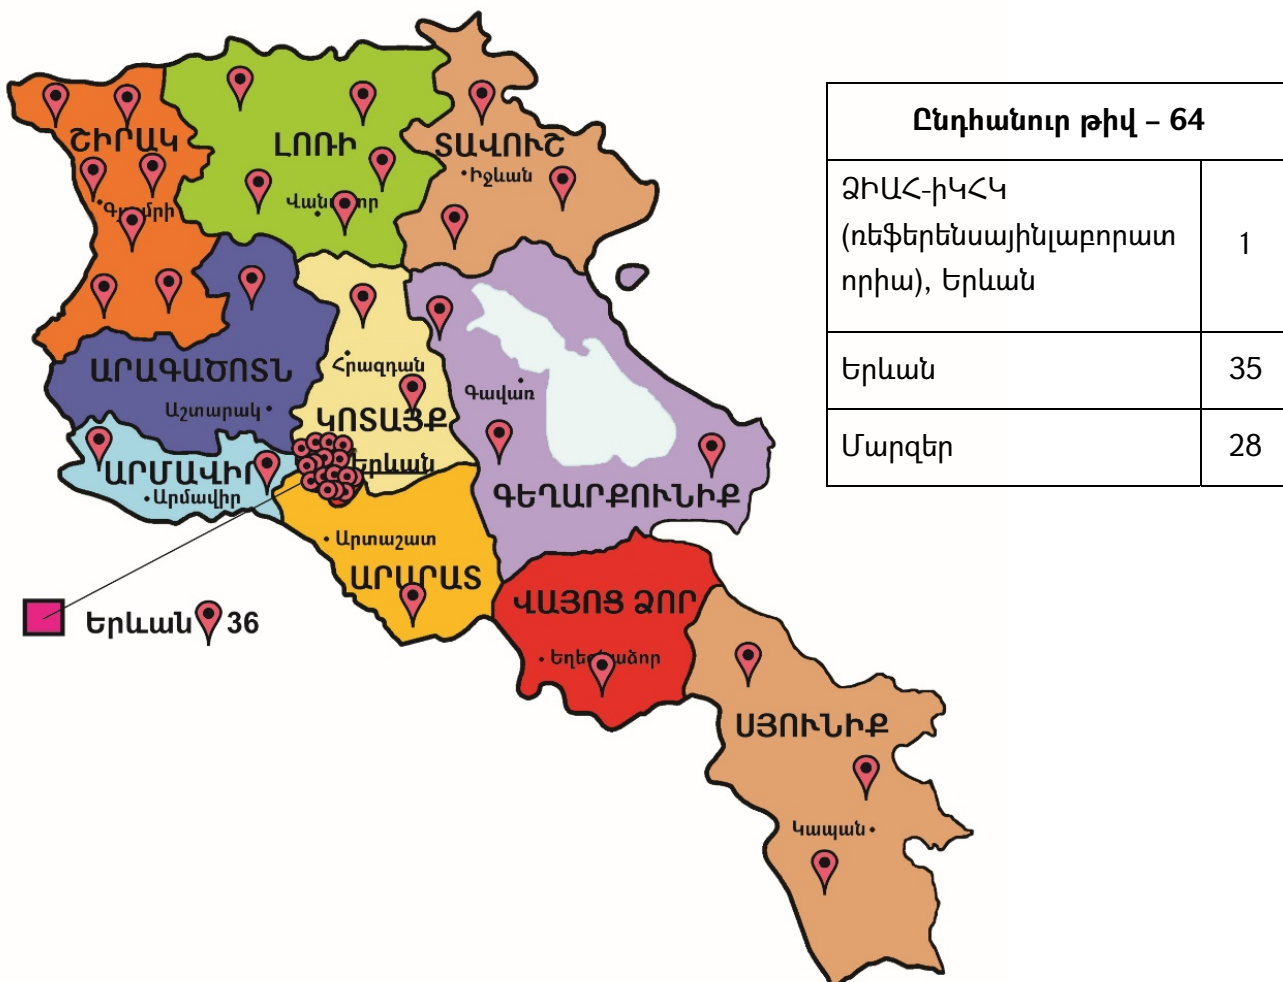 ՇԻՐԱԿ
Գյումրի
ԼՈՌԻ
Վանաձոր
ՏԱՎՈՒՇ
Իջևան
ԱՐԱԳԱԾՈՏՆ
Աշտարակ
Հրազդան
ԿՈՏԱՅՔ
Գավառ
ԳԵՂԱՐՔՈՒՆԻՔ
ԱՐՄԱՎԻՐ
Արմավիր
Երևան
Արտաշատ
ԱՐԱՐԱՏ
Երևան 36
ՎԱՅՈՑ ՁՈՐ
Եղեգնաձոր
ՍՅՈՒՆԻՔ
Կապան
Ընդհանուր թիվ – 64
ՁԻԱՀ-ԻԿՀԿ
(ռեֆերենսայինլաբորատ
որիա), Երևան
1
Երևան 35
Մարզեր 28